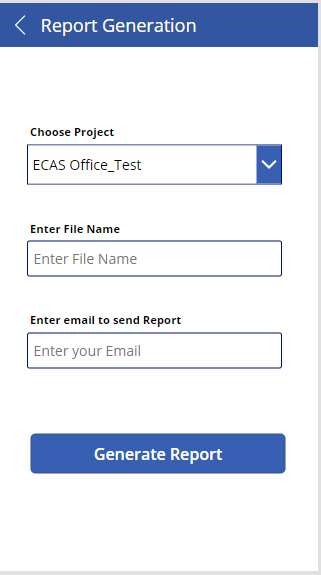 Report Generation
Choose Project
ECAS Office_Test
Enter File Name
Enter File Name
Enter email to send Report
Enter your Email
Generate Report